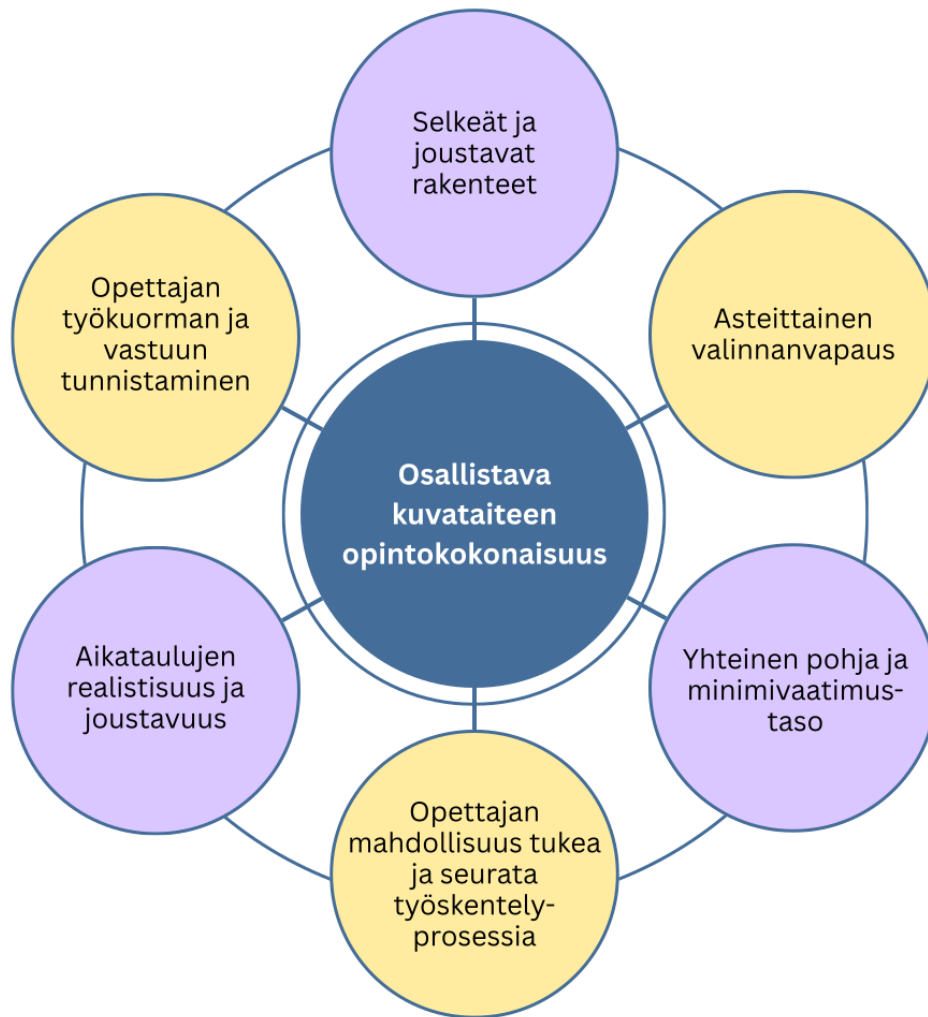 Selkeät ja
joustavat
rakenteet
Asteittainen
valinnanvapaus
Yhteinen pohja ja
minimivaatimus-
taso
Opettajan
mahdollisuus tukea
ja seurata
työskentely-
prosessia
Aikataulujen
realistisuus ja
joustavuus
Opettajan
työkuorman ja
vastuun
tunnistaminen
Osallistava
kuvataiteen
opintokokonaisuus